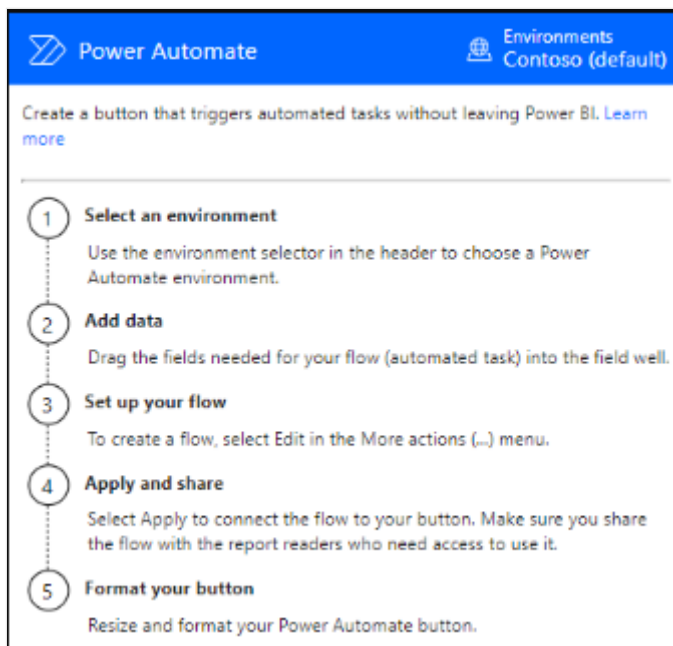 Power Automate
Environments
Contoso (default)
Create a button that triggers automated tasks without leaving Power BI. Learn
more
1
Select an environment
Use the environment selector in the header to choose a Power
Automate environment.
2
Add data
Drag the fields needed for your flow (automated task) into the field well.
3
Set up your flow
To create a flow, select Edit in the More actions (...) menu.
4
Apply and share
Select Apply to connect the flow to your button. Make sure you share
the flow with the report readers who need access to use it.
5
Format your button
Resize and format your Power Automate button.